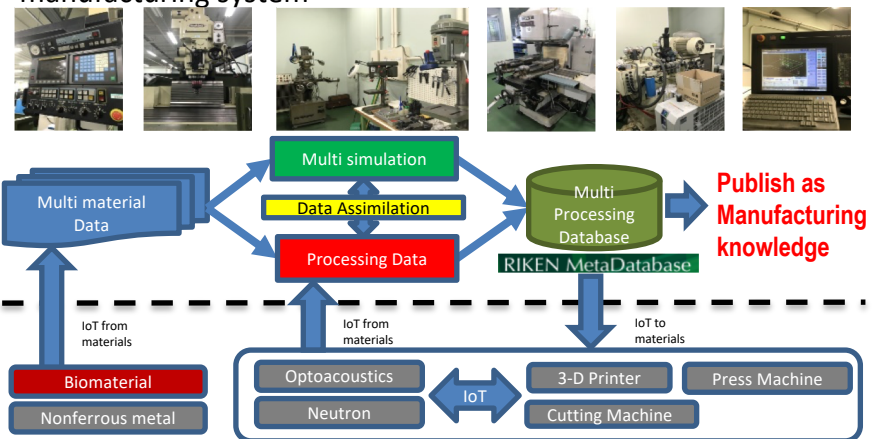 manufacturing system
Multi simulation
Multi material
Data
Data Assimilation
Multi
Processing
Database
Publish as
Manufacturing
knowledge
Processing Data
RIKEN MetaDatabase
IoT from
materials
IoT from
materials
IoT to
materials
Biomaterial
Nonferrous metal
Optoacoustics
Neutron
IoT
3-D Printer
Press Machine
Cutting Machine